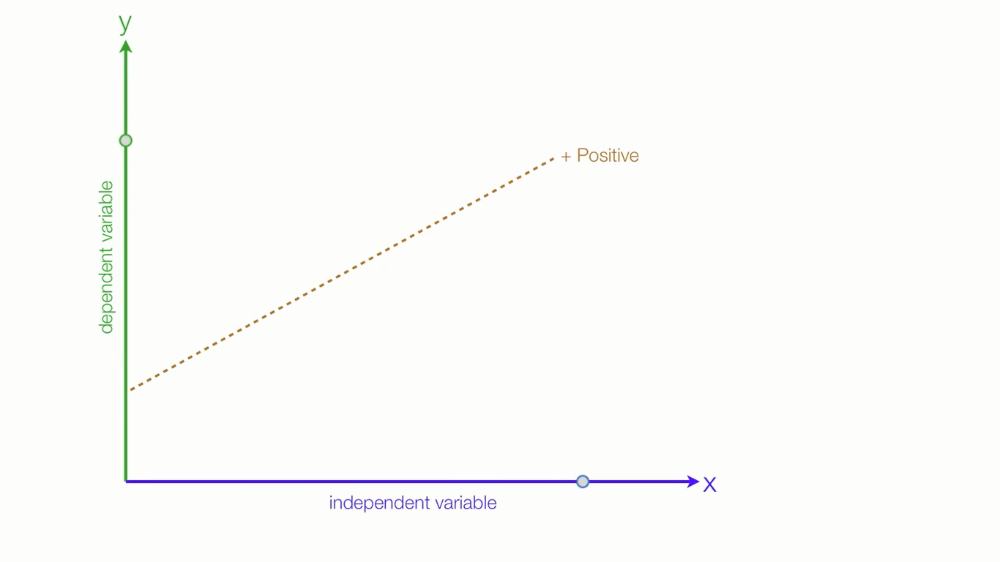 y
+ Positive
dependent variable
x
independent variable